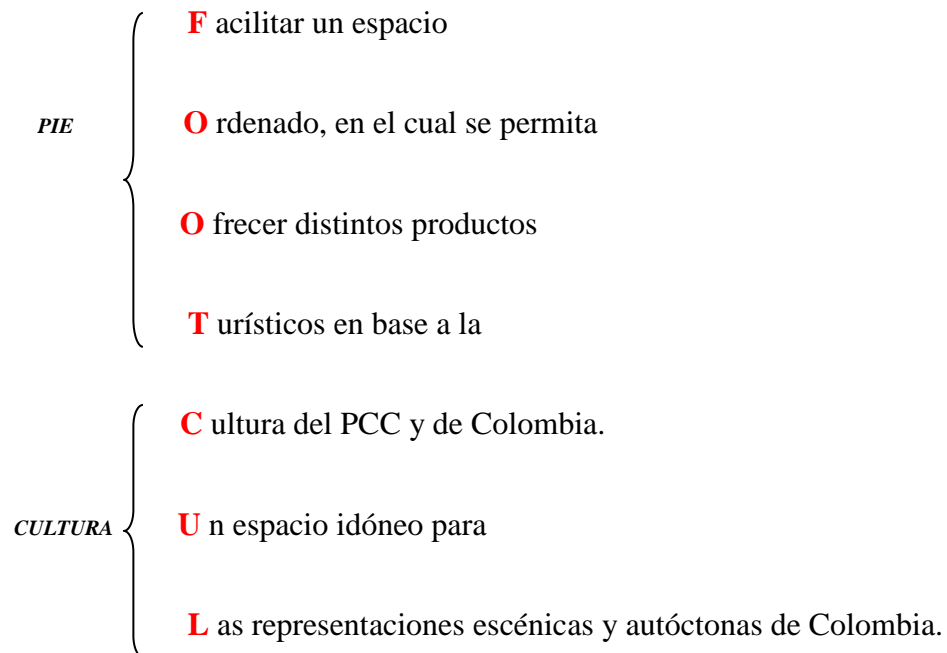 F acilitar un espacio
PIE O rdenado, en el cual se permita
O frecer distintos productos
T urísticos en base a la
C ultura del PCC y de Colombia.
CULTURA U n espacio idóneo para
L as representaciones escénicas y autóctonas de Colombia.